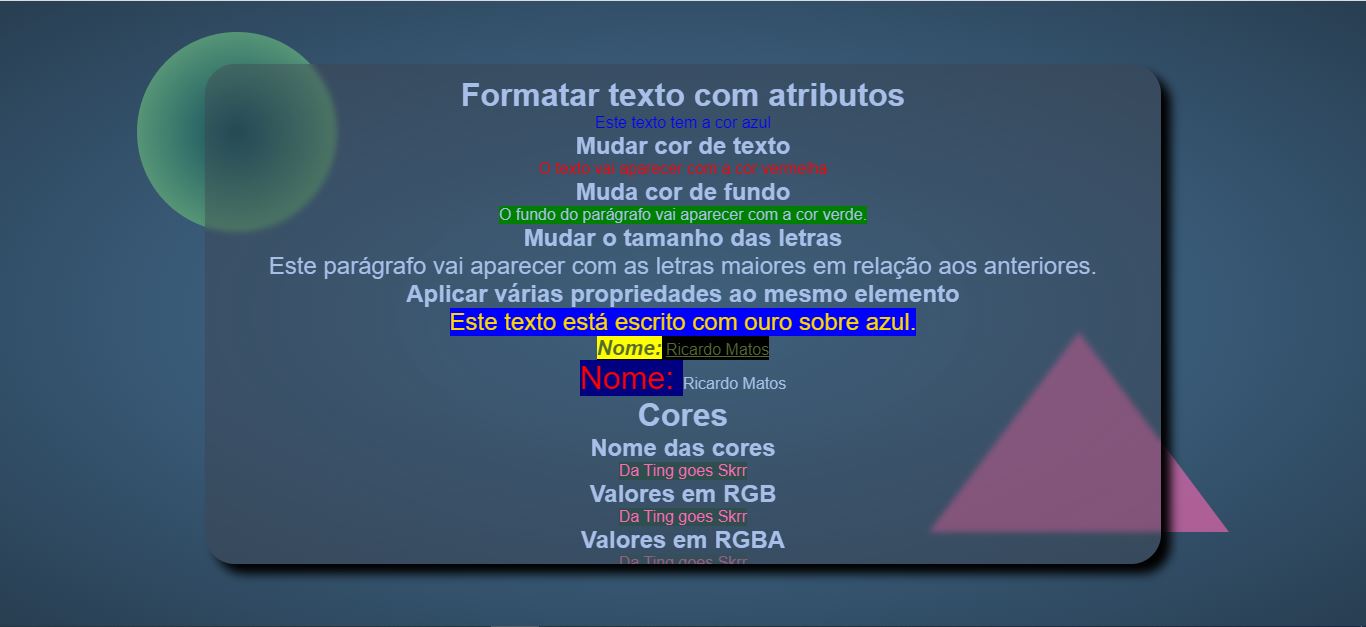 Formatar texto com atributos
Este texto tem a cor azul
Mudar cor de texto
O texto vai aparecer com a cor vermelha
Muda cor de fundo
O fundo do parágrafo vai aparecer com a cor verde.
Mudar o tamanho das letras
Este parágrafo vai aparecer com as letras maiores em relação aos anteriores.
Aplicar várias propriedades ao mesmo elemento
Este texto está escrito com ouro sobre azul.
Nome: Ricardo Matos
Nome: Ricardo Matos
Cores
Nome das cores
Da Ting goes Skrr
Valores em RGB
Da Ting goes Skrr
Valores em RGBA
Da Ting goes Skrr